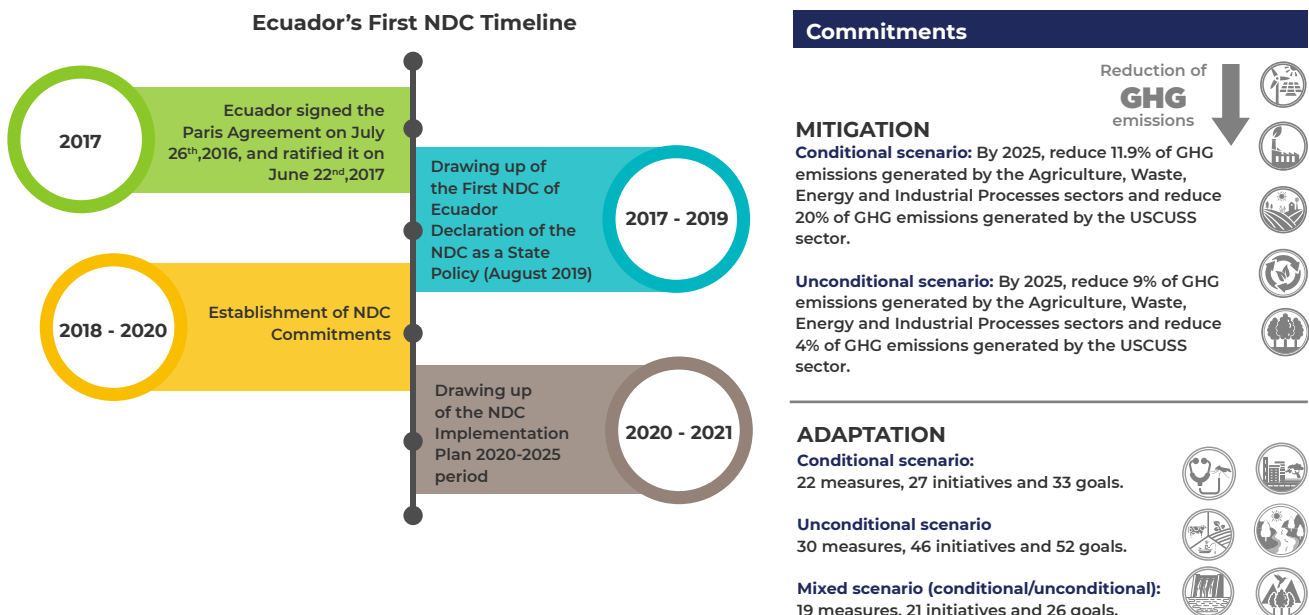 Ecuador's First NDC Timeline
2017
Ecuador signed the
Paris Agreement on July
26th,2016, and ratified it on
June 22nd,2017
Drawing up of
the First NDC of
Ecuador
Declaration of the
NDC as a State
Policy (August 2019)
2017 - 2019
2018 - 2020
Establishment of NDC
Commitments
Drawing up
of the NDC
Implementation
Plan 2020-2025
period
2020 - 2021
Commitments
Reduction of
GHG
emissions
MITIGATION
Conditional scenario: By 2025, reduce 11.9% of GHG
emissions generated by the Agriculture, Waste,
Energy and Industrial Processes sectors and reduce
20% of GHG emissions generated by the USCUSS
sector.
Unconditional scenario: By 2025, reduce 9% of GHG
emissions generated by the Agriculture, Waste,
Energy and Industrial Processes sectors and reduce
4% of GHG emissions generated by the USCUSS
sector.
ADAPTATION
Conditional scenario:
22 measures, 27 initiatives and 33 goals.
Unconditional scenario
30 measures, 46 initiatives and 52 goals.
Mixed scenario (conditional/unconditional):
19 measures, 21 initiatives and 26 goals.